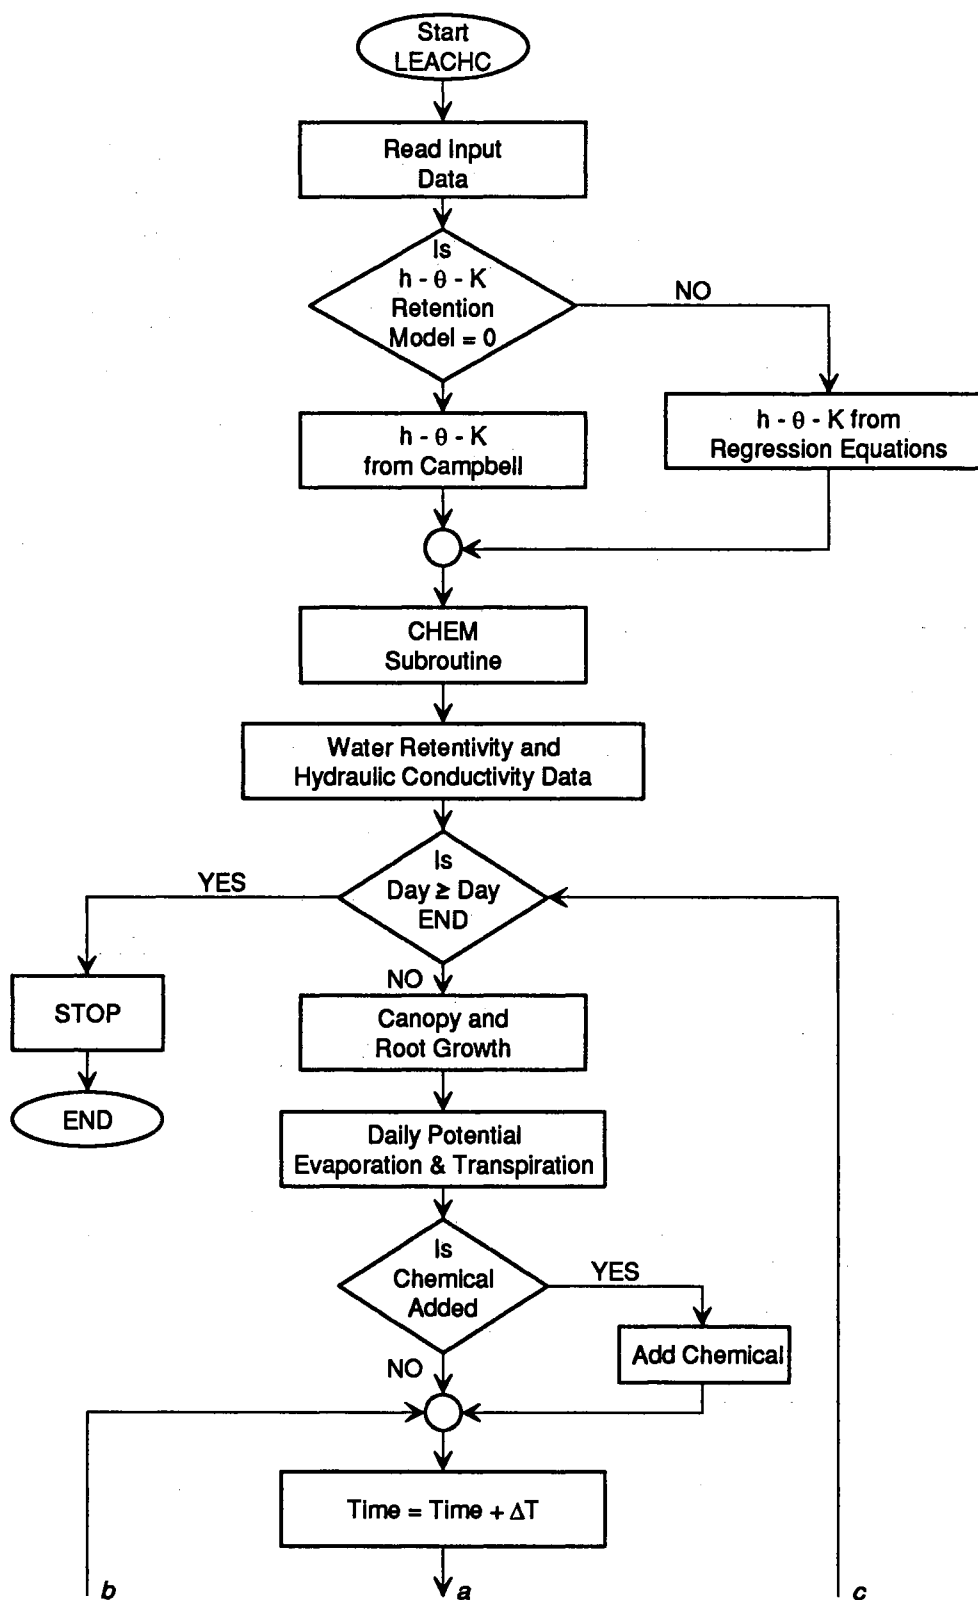 Start
LEACHC
Read Input
Data
Is
h - θ - K
Retention
Model = 0
NO
h - θ - K
from Campbell
h - θ - K from
Regression Equations
CHEM
Subroutine
Water Retentivity and
Hydraulic Conductivity Data
Is
Day ≥ Day
END
YES
STOP
END
NO
Canopy and
Root Growth
Daily Potential
Evaporation & Transpiration
Is
Chemical
Added
YES
Add Chemical
NO
Time = Time + ΔT
b
a
c